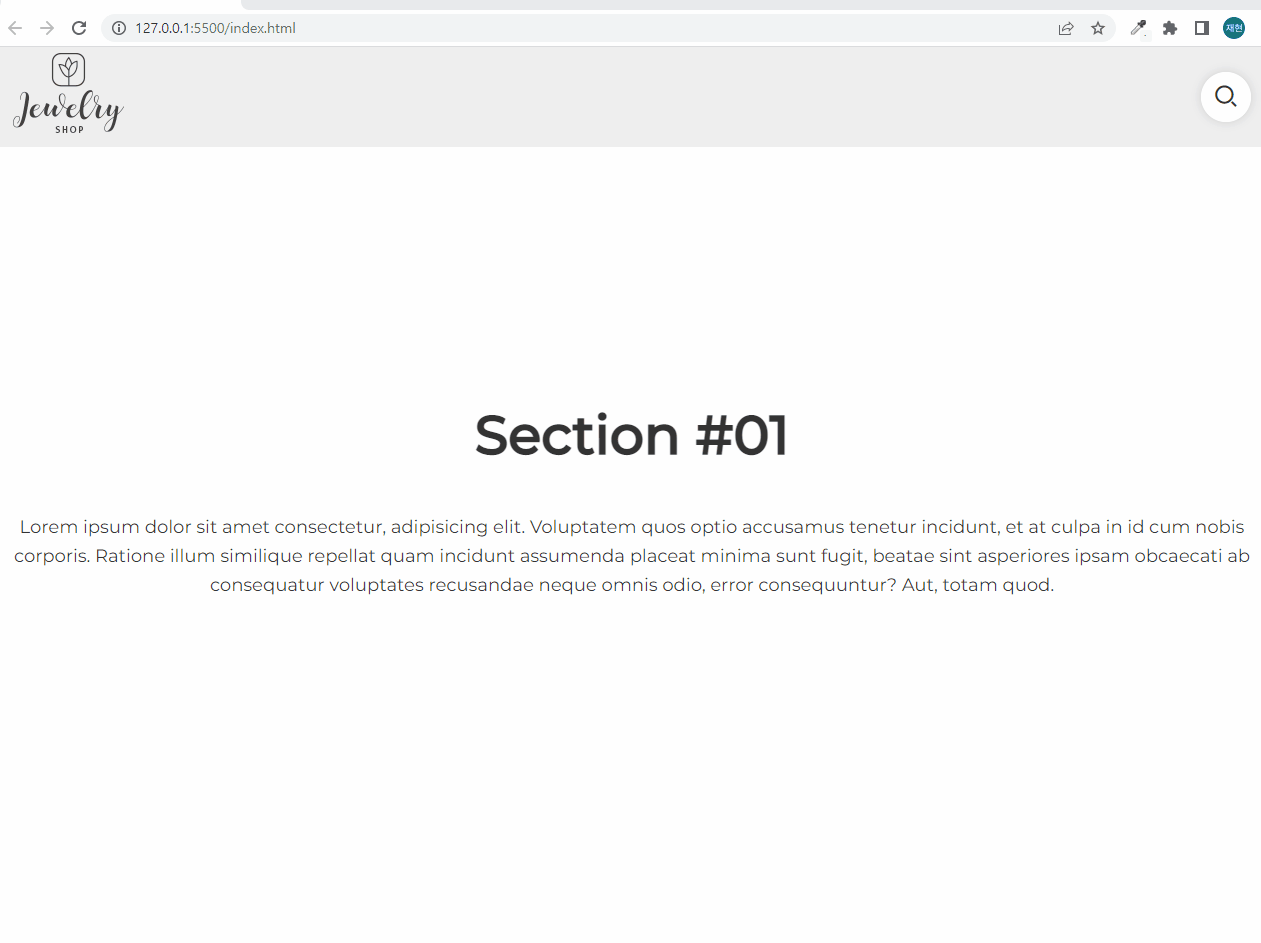 127.0.0.1:5500/index.html
재현
Jewelry
SHOP
Section #01
Lorem ipsum dolor sit amet consectetur, adipisicing elit. Voluptatem quos optio accusamus tenetur incidunt, et at culpa in id cum nobis
corporis. Ratione illum similique repellat quam incidunt assumenda placeat minima sunt fugit, beatae sint asperiores ipsam obcaecati ab
consequatur voluptates recusandae neque omnis odio, error consequuntur? Aut, totam quod.